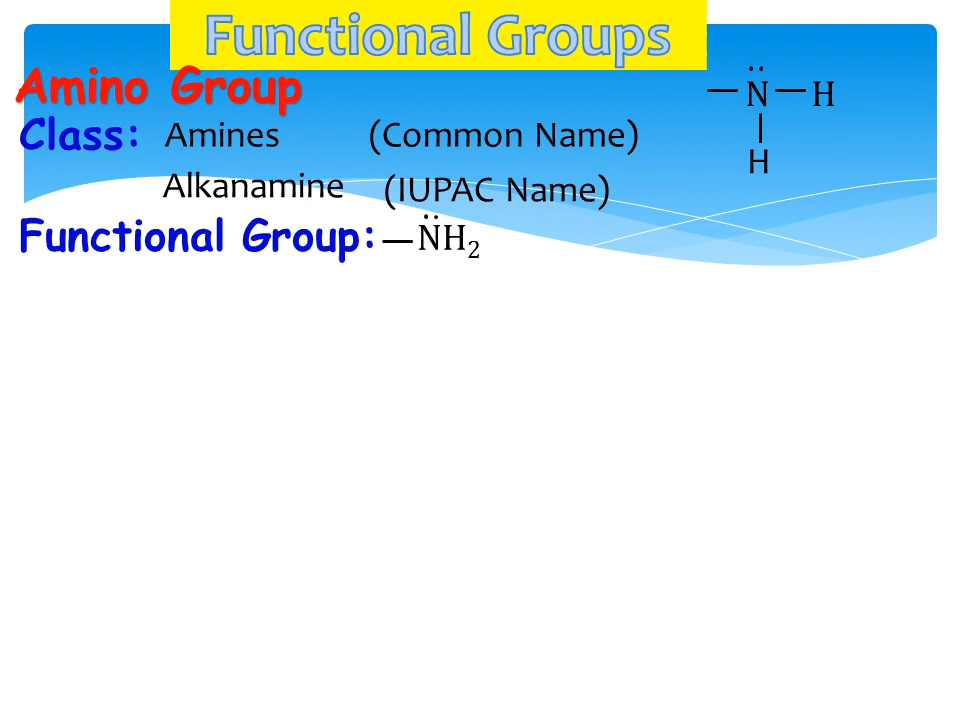 Functional Groups
Amino Group
— N̈ — H
|
H
Class: Amines (Common Name)
Alkanamine (IUPAC Name)
Functional Group: —N̈H₂